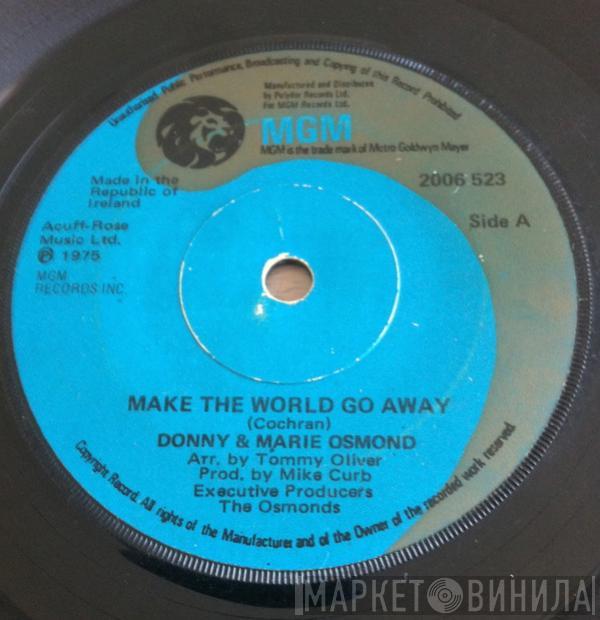 Unauthorised Public Performance, Broadcasting and Copying of this Record Prohibited
Manufactured and Distributed
by Polydor Records Ltd.
For MGM Records Ltd.
MGM
MGM is the trade mark of Metro Goldwyn Mayer
Made in the
Republic of
Ireland
2006 523
Side A
Acuff-Rose
Music Ltd.
℗ 1975
MGM
RECORDS INC.
MAKE THE WORLD GO AWAY
(Cochran)
DONNY & MARIE OSMOND
Arr. by Tommy Oliver
Prod. by Mike Curb
Executive Producers
The Osmonds
Copyright Record. All rights of the Manufacturer and of the Owner of the recorded work reserved.
МАРКЕТ ВИНИЛА